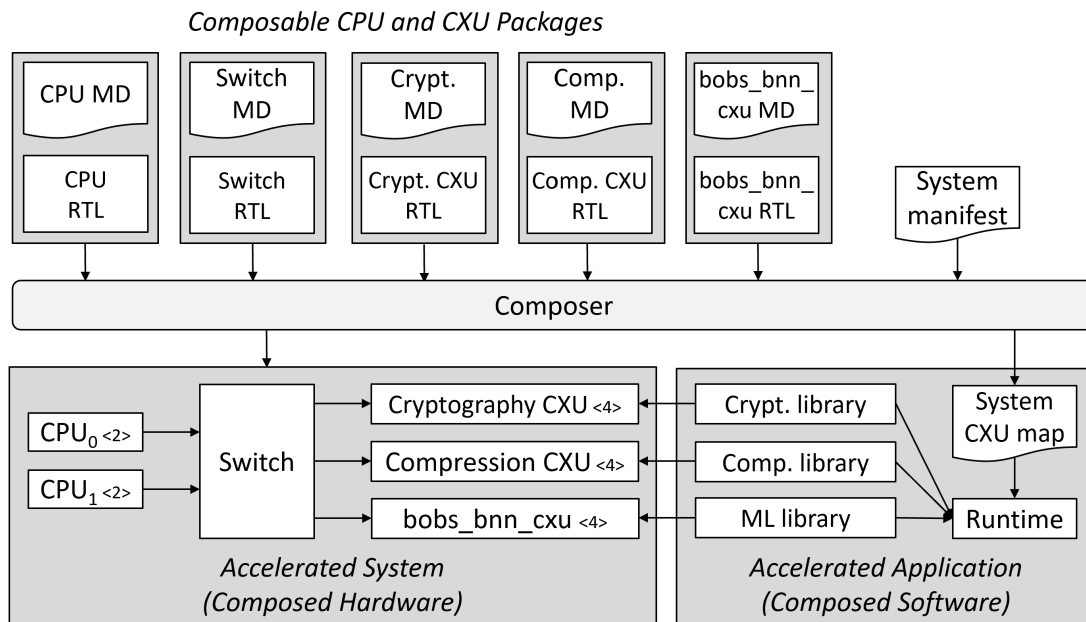 Composable CPU and CXU Packages
CPU MD
Switch
MD
Crypt.
MD
Comp.
MD
bobs_bnn_
cxu MD
CPU
RTL
Switch
RTL
Crypt. CXU
RTL
Comp. CXU
RTL
bobs_bnn_
cxu RTL
System
manifest
Composer
CPU0 <2>
CPU1 <2>
Switch
Cryptography CXU <4>
Compression CXU <4>
bobs_bnn_cxu <4>
Accelerated System
(Composed Hardware)
Crypt. library
Comp. library
ML library
System
CXU map
Runtime
Accelerated Application
(Composed Software)